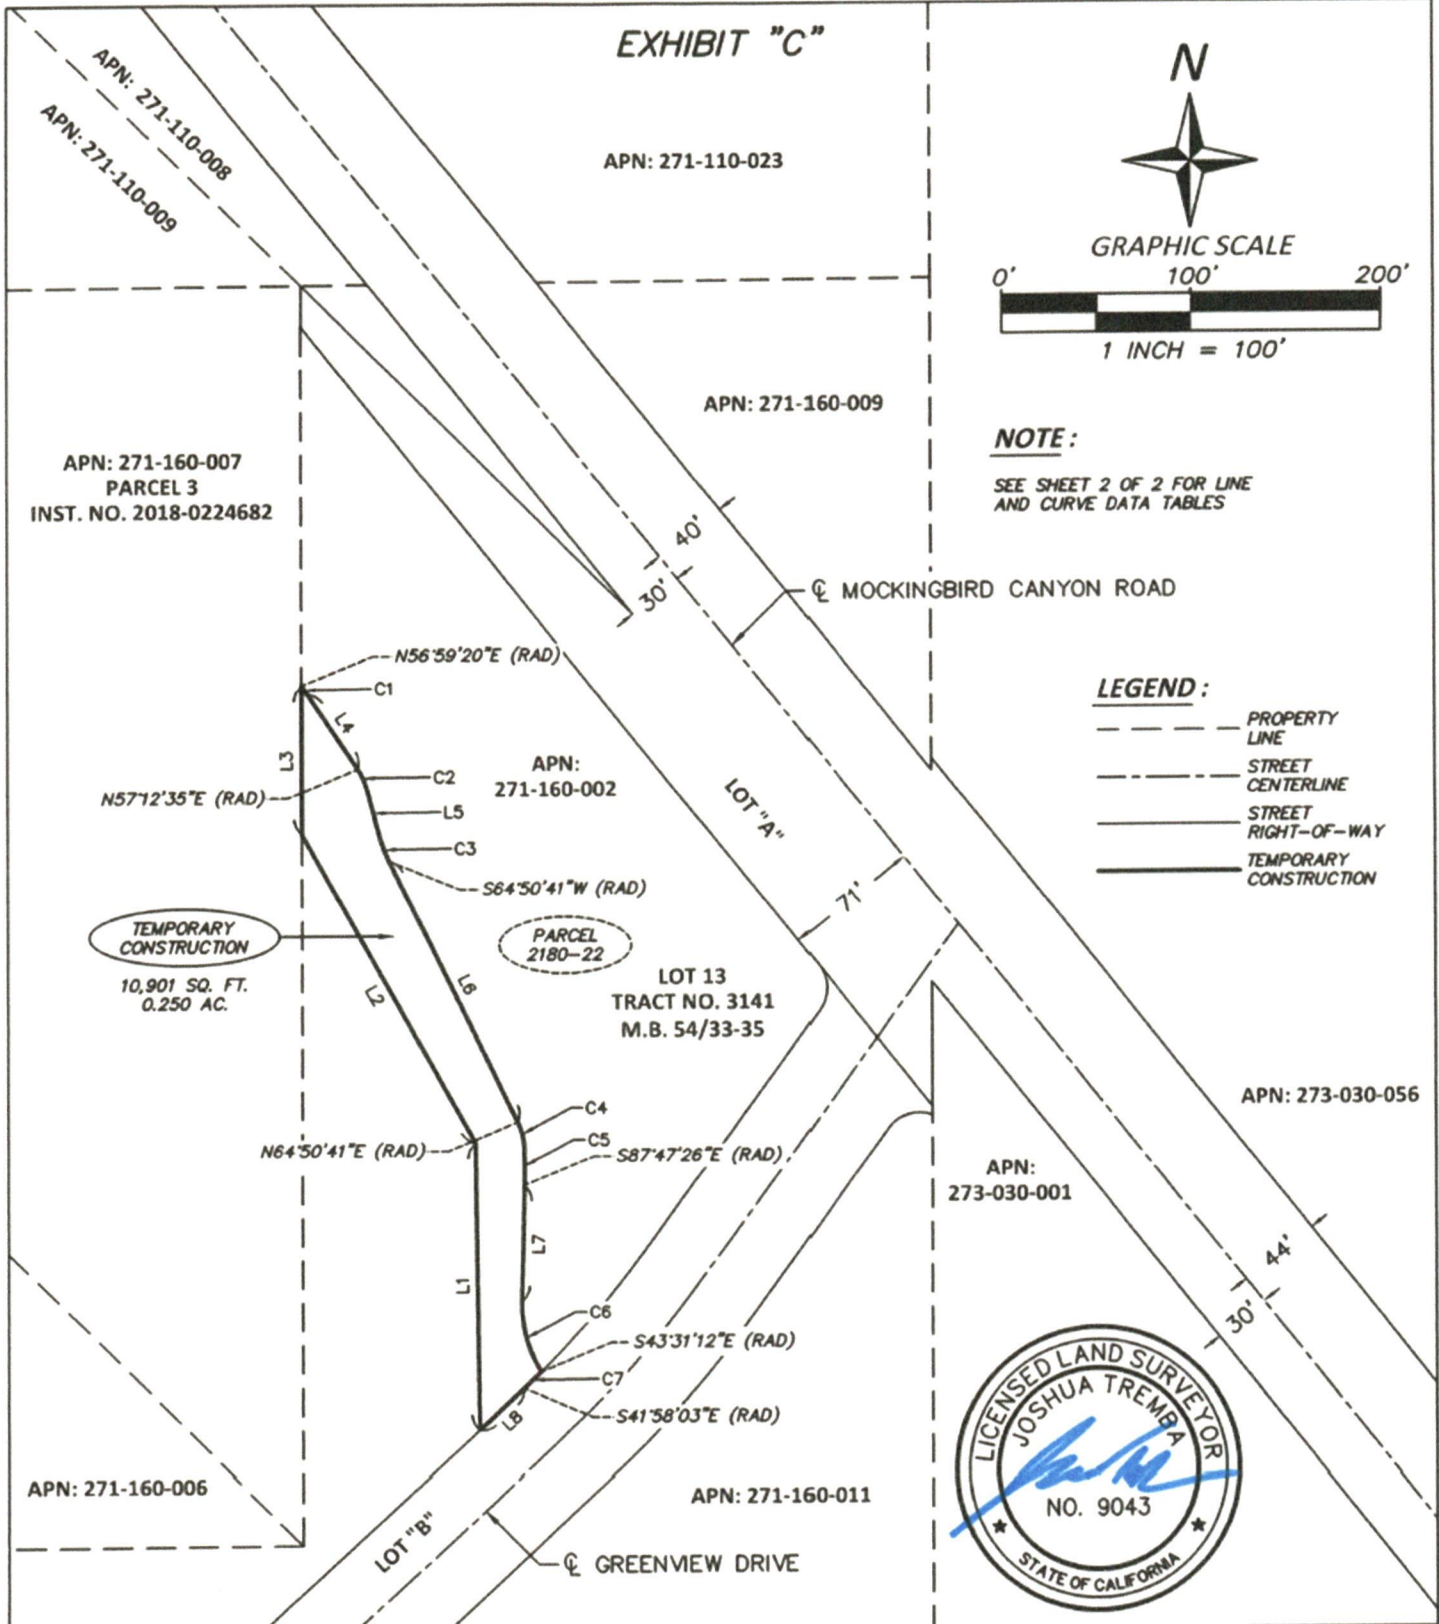 EXHIBIT "C"
APN: 271-110-008
APN: 271-110-009
APN: 271-110-023
N
GRAPHIC SCALE
0' 100' 200'
1 INCH = 100'
APN: 271-160-009
NOTE:
SEE SHEET 2 OF 2 FOR LINE
AND CURVE DATA TABLES
APN: 271-160-007
PARCEL 3
INST. NO. 2018-0224682
40'
30'
℄ MOCKINGBIRD CANYON ROAD
N56°59'20"E (RAD)
C1
L4
L3
LEGEND:
PROPERTY
LINE
STREET
CENTERLINE
STREET
RIGHT-OF-WAY
TEMPORARY
CONSTRUCTION
APN:
271-160-002
C2
N57°12'35"E (RAD)
L5
LOT "A"
C3
S64°50'41"W (RAD)
71'
TEMPORARY
CONSTRUCTION
10,901 SQ. FT.
0.250 AC.
PARCEL
2180-22
L6
L2
LOT 13
TRACT NO. 3141
M.B. 54/33-35
APN: 273-030-056
C4
C5
N64°50'41"E (RAD)
S87°47'26"E (RAD)
APN:
273-030-001
L7
L1
44'
30'
C6
S43°31'12"E (RAD)
C7
L8
S41°58'03"E (RAD)
LICENSED LAND SURVEYOR
JOSHUA TREMBA
NO. 9043
STATE OF CALIFORNIA
APN: 271-160-006
APN: 271-160-011
LOT "B"
℄ GREENVIEW DRIVE